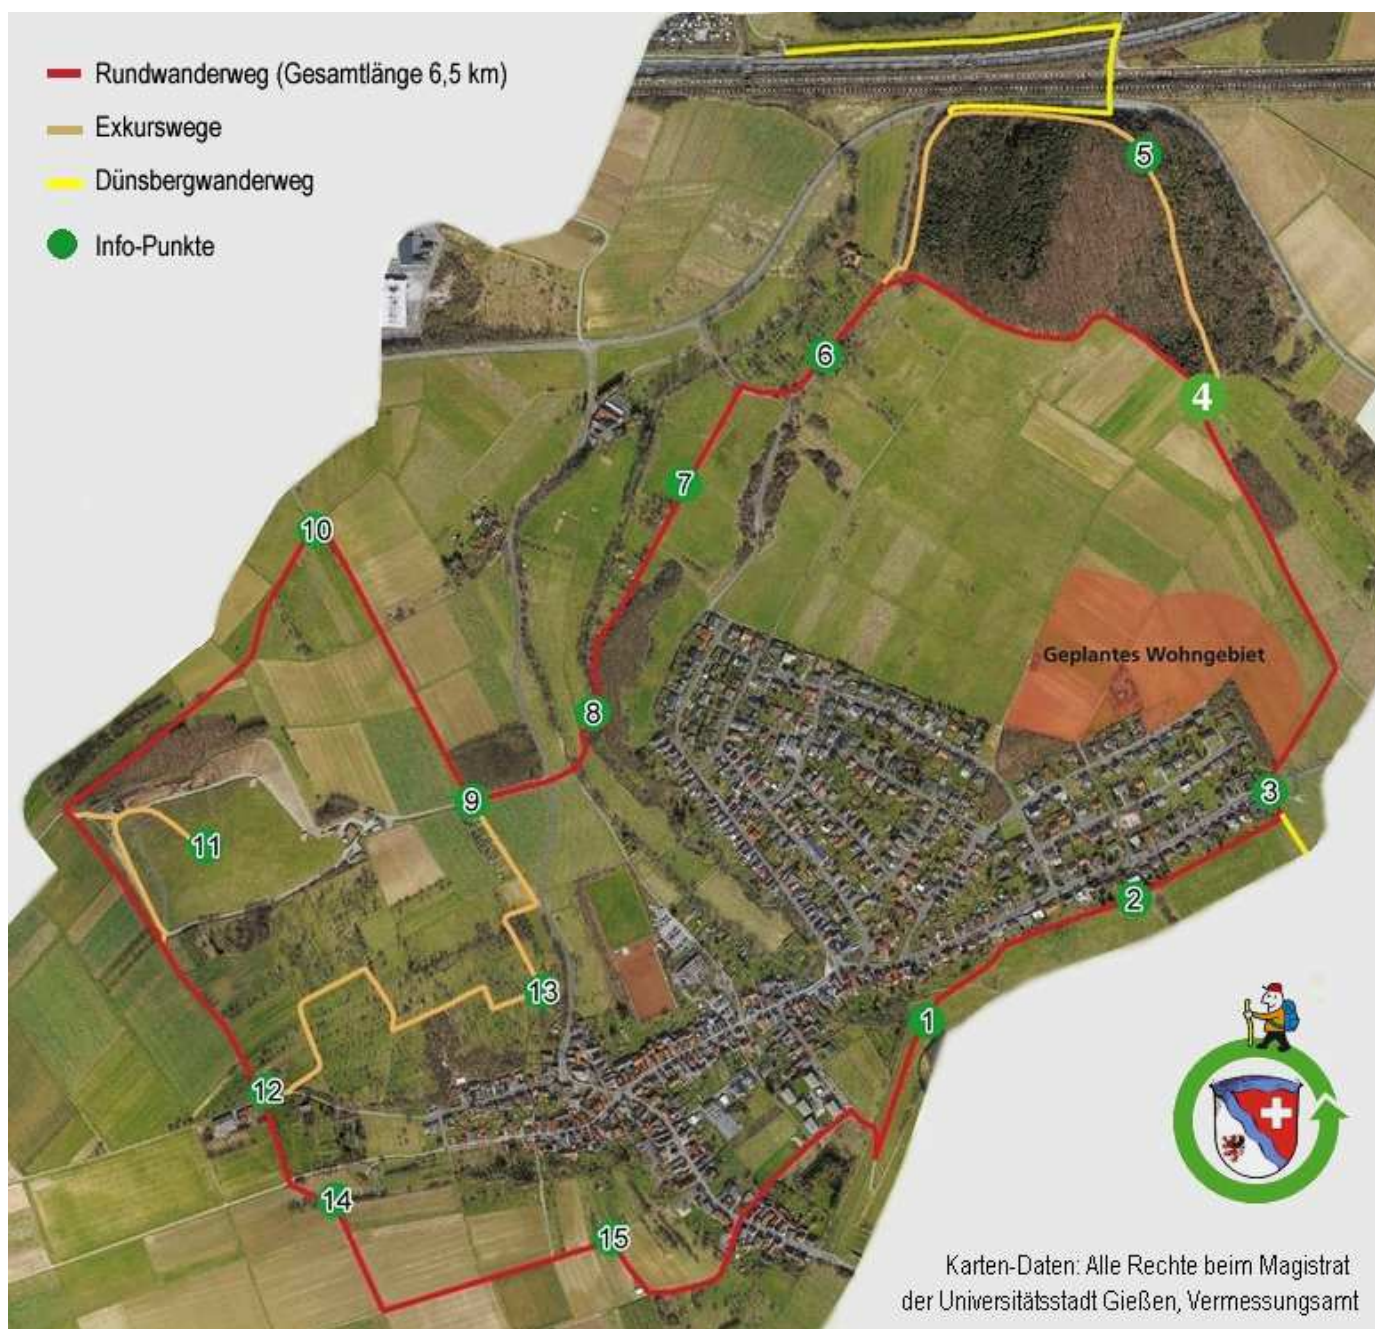 Rundwanderweg (Gesamtlänge 6,5 km)
Exkurswege
Dünsbergwanderweg
Info-Punkte
5
6
4
7
10
Geplantes Wohngebiet
8
9
3
11
2
13
1
12
14
15
Karten-Daten: Alle Rechte beim Magistrat
der Universitätsstadt Gießen, Vermessungsamt